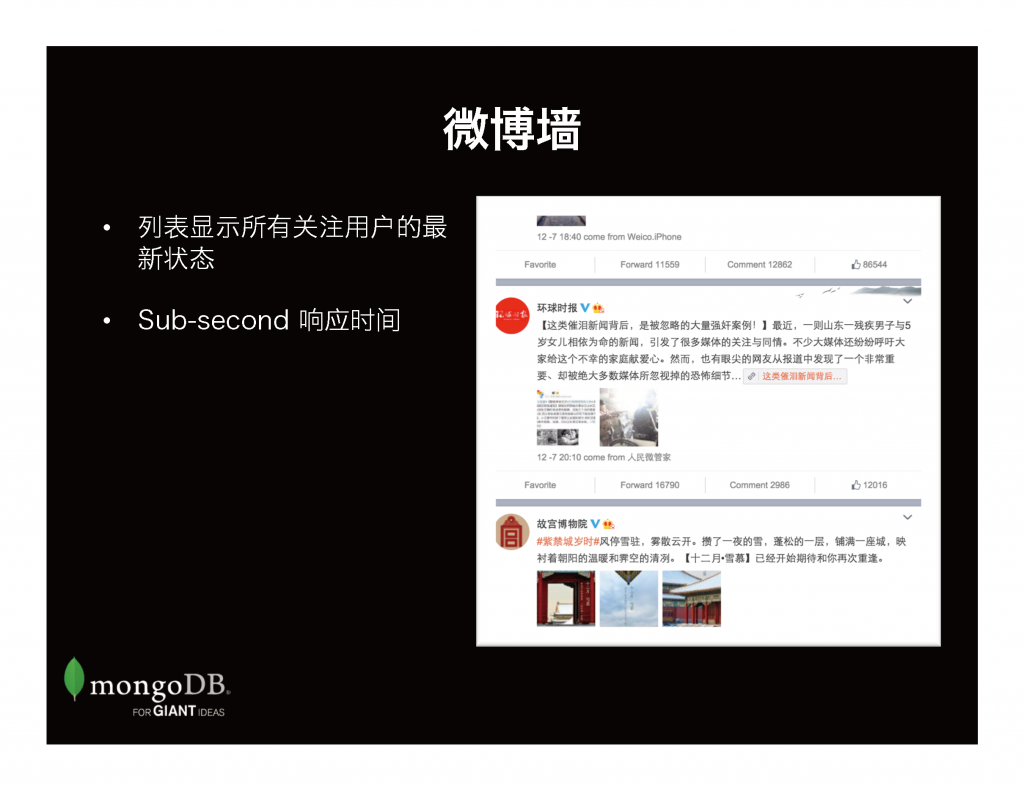 微博墙
• 列表显示所有关注用户的最
新状态
• Sub-second 响应时间
12 -7 18:40 come from Weico.iPhone
Favorite Forward 11559 Comment 12862 86544
环球时报
【这类催泪新闻背后，是被忽略的大量强奸案例！】最近，一则山东一残疾男子与5
岁女儿相依为命的新闻，引发了很多媒体的关注与同情。不少大媒体还纷纷呼吁大
家给这个不幸的家庭献爱心。然而，也有眼尖的网友从报道中发现了一个非常重
要、却被绝大多数媒体所忽视掉的恐怖细节... 这类催泪新闻背后...
12 -7 20:10 come from 人民微管家
Favorite Forward 16790 Comment 2986 12016
故宫博物院
#紫禁城岁时#风停雪驻，雾散云开。攒了一夜的雪，蓬松的一层，铺满一座城，映
衬着朝阳的温暖和霁空的清冽。【十二月•雪慕】已经开始期待和你再次重逢。
mongoDB®
FOR GIANT IDEAS